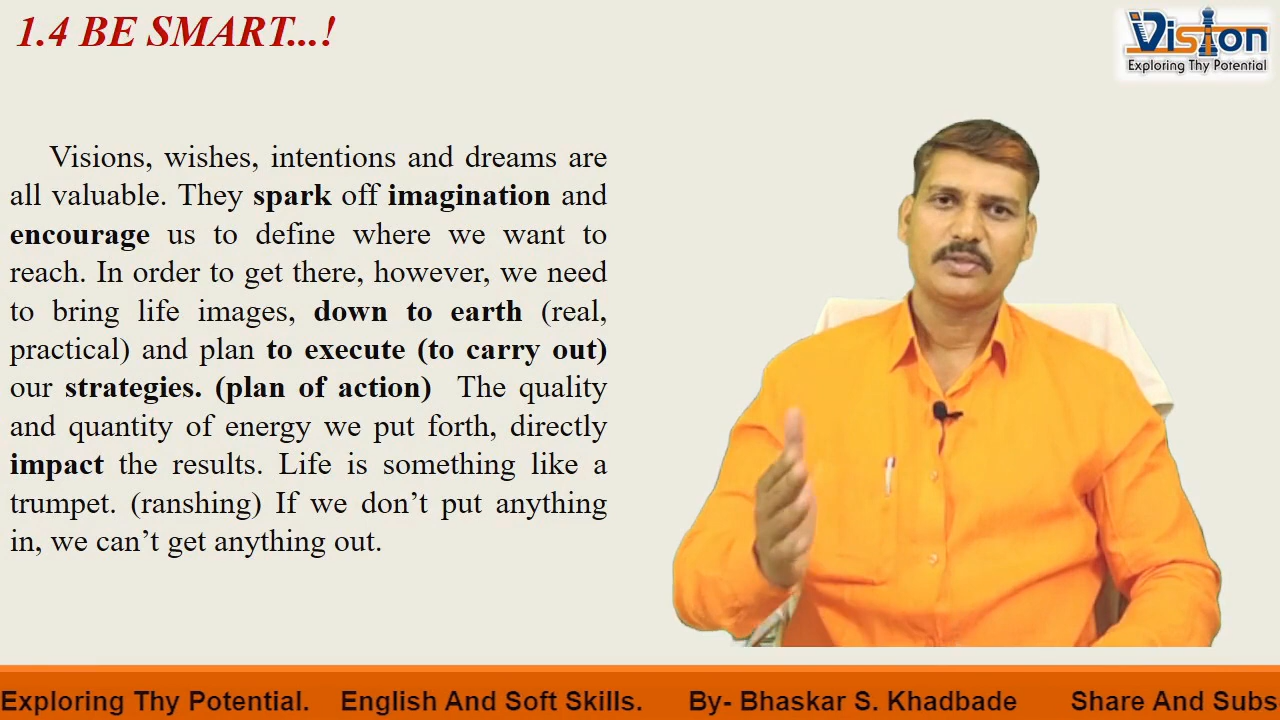 1.4 BE SMART...!
Vision
Exploring Thy Potential
Visions, wishes, intentions and dreams are
all valuable. They spark off imagination and
encourage us to define where we want to
reach. In order to get there, however, we need
to bring life images, down to earth (real,
practical) and plan to execute (to carry out)
our strategies. (plan of action) The quality
and quantity of energy we put forth, directly
impact the results. Life is something like a
trumpet. (ranshing) If we don’t put anything
in, we can’t get anything out.
Exploring Thy Potential. English And Soft Skills. By- Bhaskar S. Khadbade Share And Subs